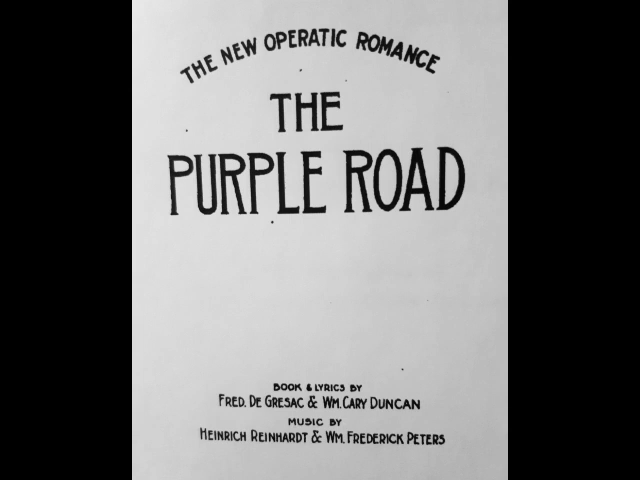 THE NEW OPERATIC ROMANCE
THE
PURPLE ROAD
BOOK & LYRICS BY
FRED. DE GRESAC & WM. CARY DUNCAN
MUSIC BY
HEINRICH REINHARDT & WM. FREDERICK PETERS